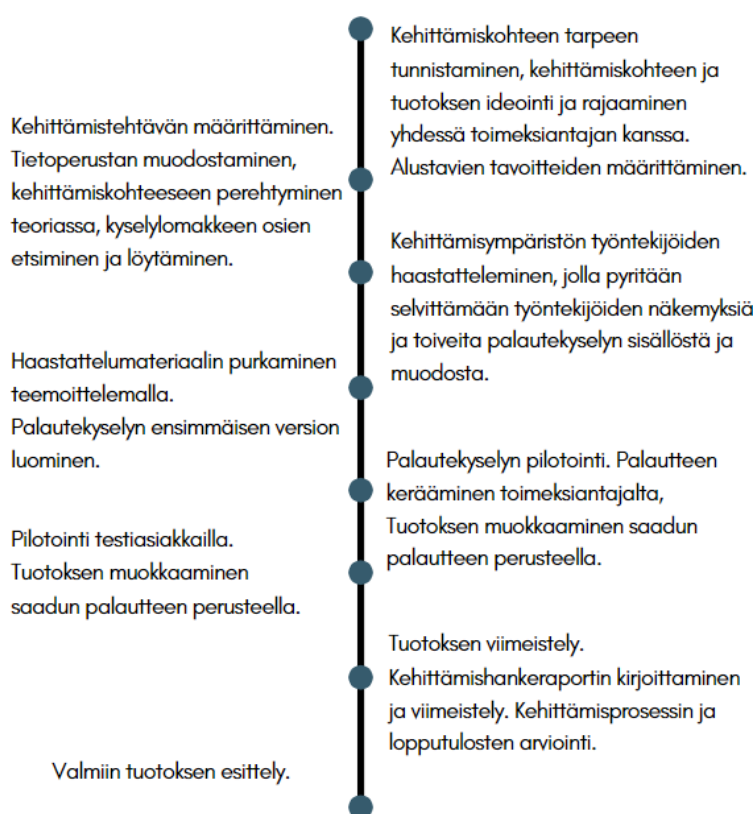 Kehittämiskohteen tarpeen
tunnistaminen, kehittämiskohteen ja
tuotoksen ideointi ja rajaaminen
yhdessä toimeksiantajan kanssa.
Alustavien tavoitteiden määrittäminen.
Kehittämistehtävän määrittäminen.
Tietoperustan muodostaminen,
kehittämiskohteeseen perehtyminen
teoriassa, kyselylomakkeen osien
etsiminen ja löytäminen.
Kehittämisympäristön työntekijöiden
haastatteleminen, jolla pyritään
selvittämään työntekijöiden näkemyksiä
ja toiveita palautekyselyn sisällöstä ja
muodosta.
Haastattelumateriaalin purkaminen
teemoittelemalla.
Palautekyselyn ensimmäisen version
luominen.
Palautekyselyn pilotointi. Palautteen
kerääminen toimeksiantajalta,
Tuotoksen muokkaaminen saadun
palautteen perusteella.
Pilotointi testiasiakkailla.
Tuotoksen muokkaaminen
saadun palautteen perusteella.
Tuotoksen viimeistely.
Kehittämishankeraportin kirjoittaminen
ja viimeistely. Kehittämisprosessin ja
lopputulosten arviointi.
Valmiin tuotoksen esittely.